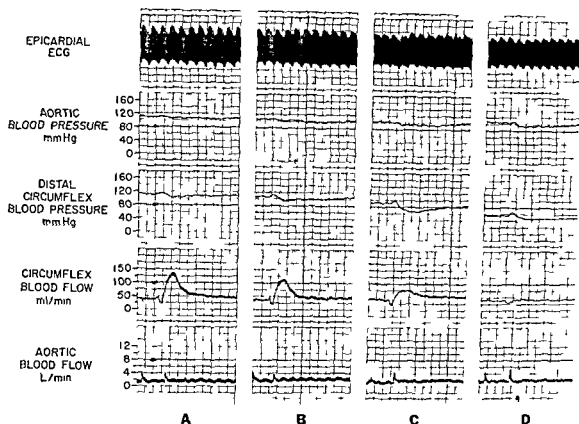 EPICARDIAL
ECG
AORTIC
BLOOD PRESSURE
mmHg
160
120
80
40
0
DISTAL
CIRCUMFLEX
BLOOD PRESSURE
mmHg
160
120
80
40
0
CIRCUMFLEX
BLOOD FLOW
ml/min
150
100
50
0
AORTIC
BLOOD FLOW
L/min
12
8
4
0
A B C D